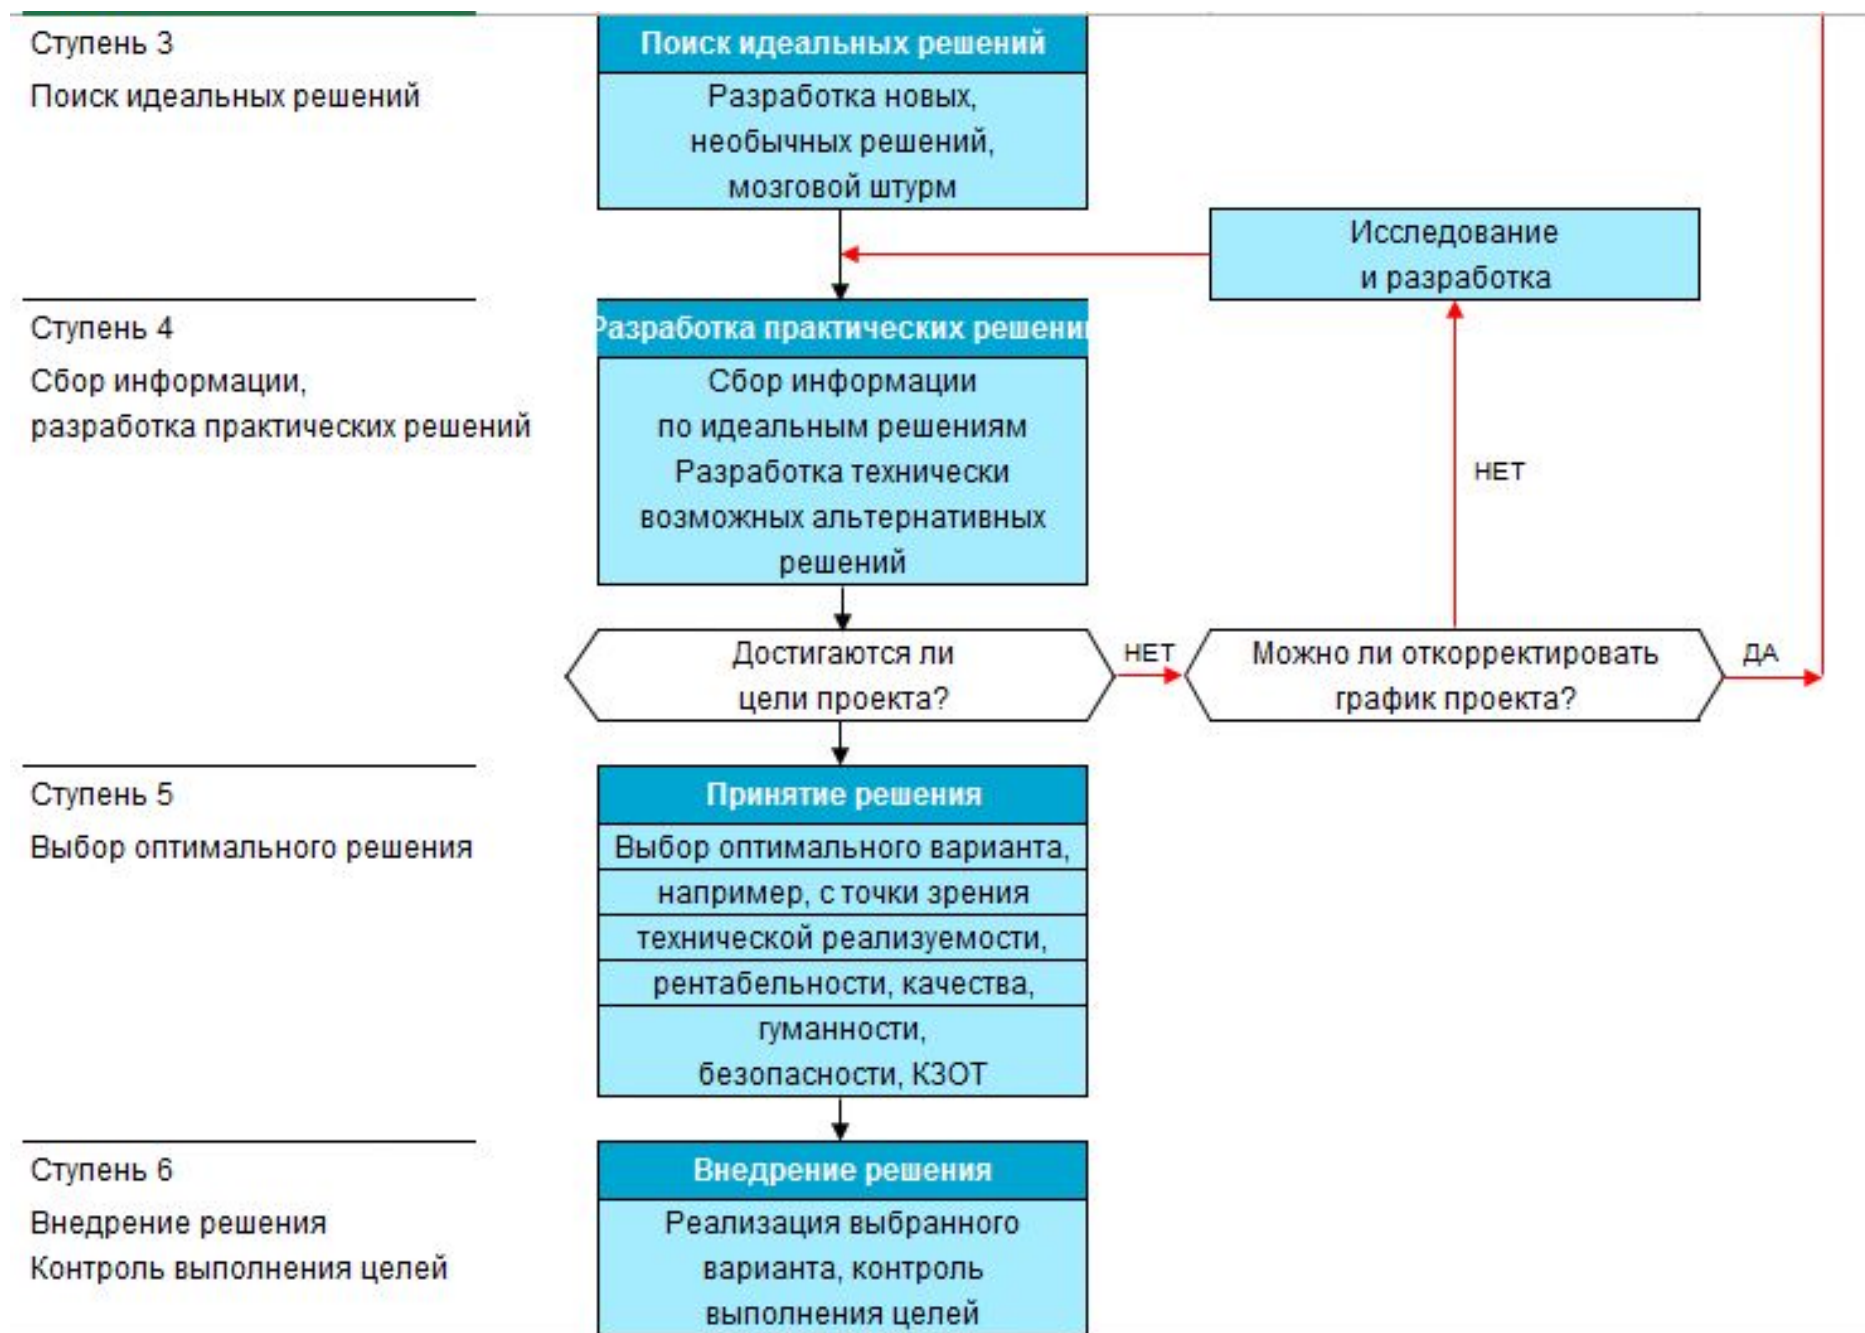 Ступень 3
Поиск идеальных решений
Поиск идеальных решений
Разработка новых,
необычных решений,
мозговой штурм
Исследование
и разработка
Ступень 4
Сбор информации,
разработка практических решений
Разработка практических решени
Сбор информации
по идеальным решениям
Разработка технически
возможных альтернативных
решений
НЕТ
Достигаются ли
цели проекта?
НЕТ
Можно ли откорректировать
график проекта?
ДА
Ступень 5
Выбор оптимального решения
Принятие решения
Выбор оптимального варианта,
например, с точки зрения
технической реализуемости,
рентабельности, качества,
гуманности,
безопасности, КЗОТ
Ступень 6
Внедрение решения
Контроль выполнения целей
Внедрение решения
Реализация выбранного
варианта, контроль
выполнения целей